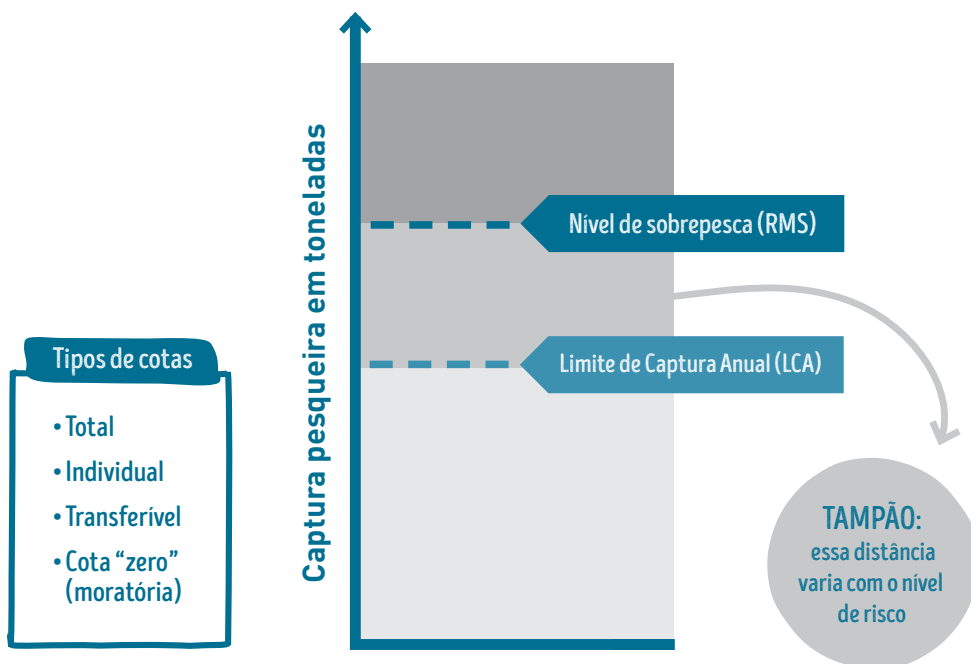 Captura pesqueira em toneladas
Nível de sobrepesca (RMS)
Limite de Captura Anual (LCA)
Tipos de cotas
• Total
• Individual
• Transferível
• Cota “zero”
(moratória)
TAMPÃO:
essa distância
varia com o nível
de risco